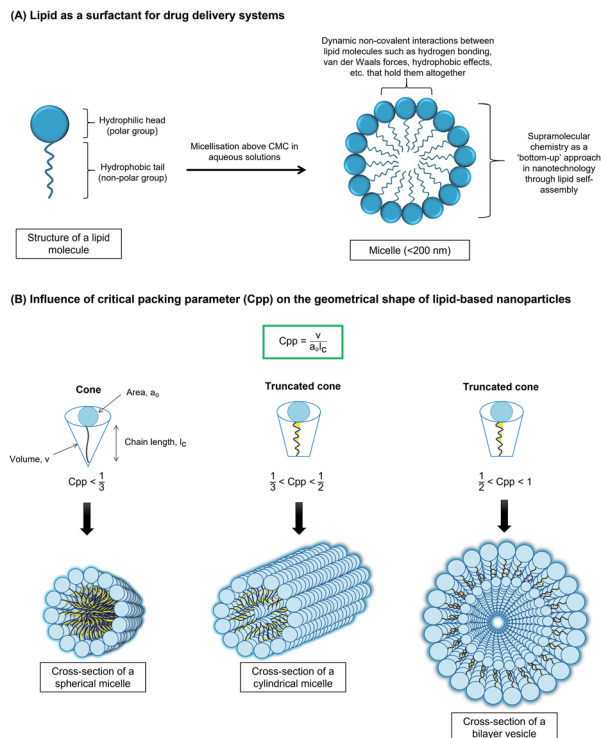 (A) Lipid as a surfactant for drug delivery systems
Dynamic non-covalent interactions between
lipid molecules such as hydrogen bonding,
van der Waals forces, hydrophobic effects,
etc. that hold them altogether
Hydrophilic head
(polar group)
Hydrophobic tail
(non-polar group)
Micellisation above CMC in
aqueous solutions
Supramolecular
chemistry as a
'bottom-up' approach
in nanotechnology
through lipid self-
assembly
Structure of a lipid
molecule
Micelle (<200 nm)
(B) Influence of critical packing parameter (Cpp) on the geometrical shape of lipid-based nanoparticles
Cpp = v / a₀lC
Cone
Area, a₀
Chain length, lC
Volume, v
Cpp < 1/3
Truncated cone
1/3 < Cpp < 1/2
Truncated cone
1/2 < Cpp < 1
Cross-section of a
spherical micelle
Cross-section of a
cylindrical micelle
Cross-section of a
bilayer vesicle